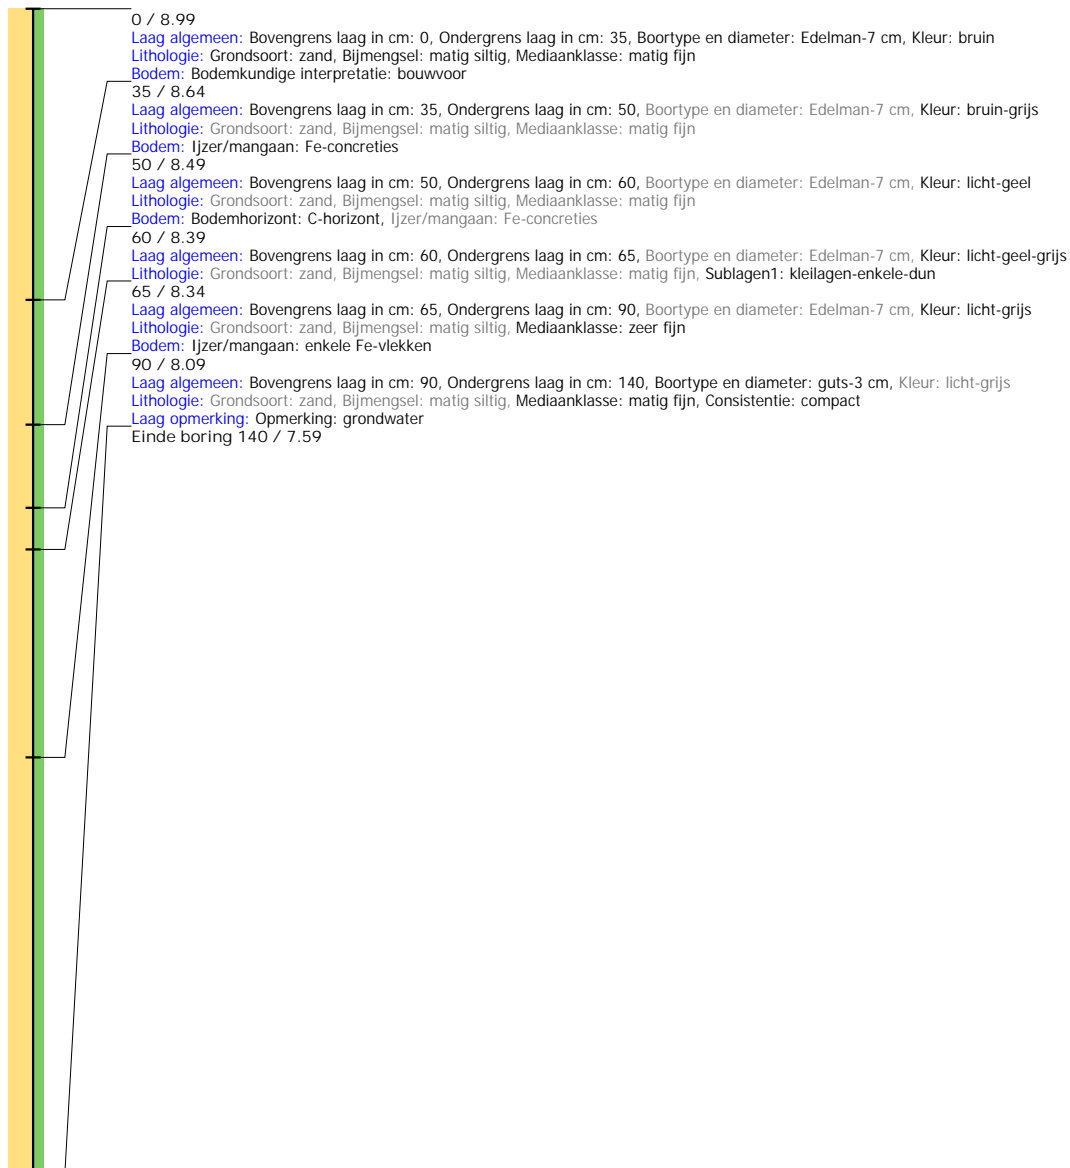 0 / 8.99
Laag algemeen: Bovengrens laag in cm: 0, Ondergrens laag in cm: 35, Boortype en diameter: Edelman-7 cm, Kleur: bruin
Lithologie: Grondsoort: zand, Bijmengsel: matig siltig, Mediaanklasse: matig fijn
Bodem: Bodemkundige interpretatie: bouwvoor
35 / 8.64
Laag algemeen: Bovengrens laag in cm: 35, Ondergrens laag in cm: 50, Boortype en diameter: Edelman-7 cm, Kleur: bruin-grijs
Lithologie: Grondsoort: zand, Bijmengsel: matig siltig, Mediaanklasse: matig fijn
Bodem: Ijzer/mangaan: Fe-concreties
50 / 8.49
Laag algemeen: Bovengrens laag in cm: 50, Ondergrens laag in cm: 60, Boortype en diameter: Edelman-7 cm, Kleur: licht-geel
Lithologie: Grondsoort: zand, Bijmengsel: matig siltig, Mediaanklasse: matig fijn
Bodem: Bodemhorizont: C-horizont, Ijzer/mangaan: Fe-concreties
60 / 8.39
Laag algemeen: Bovengrens laag in cm: 60, Ondergrens laag in cm: 65, Boortype en diameter: Edelman-7 cm, Kleur: licht-geel-grijs
Lithologie: Grondsoort: zand, Bijmengsel: matig siltig, Mediaanklasse: matig fijn, Sublagen1: kleilagen-enkele-dun
65 / 8.34
Laag algemeen: Bovengrens laag in cm: 65, Ondergrens laag in cm: 90, Boortype en diameter: Edelman-7 cm, Kleur: licht-grijs
Lithologie: Grondsoort: zand, Bijmengsel: matig siltig, Mediaanklasse: zeer fijn
Bodem: Ijzer/mangaan: enkele Fe-vlekken
90 / 8.09
Laag algemeen: Bovengrens laag in cm: 90, Ondergrens laag in cm: 140, Boortype en diameter: guts-3 cm, Kleur: licht-grijs
Lithologie: Grondsoort: zand, Bijmengsel: matig siltig, Mediaanklasse: matig fijn, Consistentie: compact
Laag opmerking: Opmerking: grondwater
Einde boring 140 / 7.59